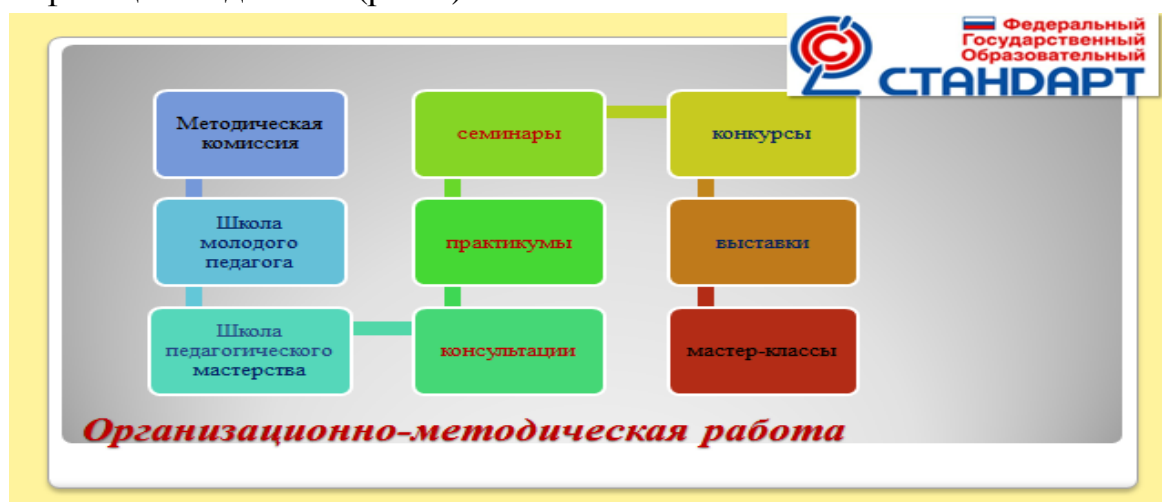 Федеральный
Государственный
Образовательный
СТАНДАРТ
Методическая
комиссия
Школа
молодого
педагога
Школа
педагогического
мастерства
консультации
практикумы
семинары
конкурсы
выставки
мастер-классы
Организационно-методическая работа